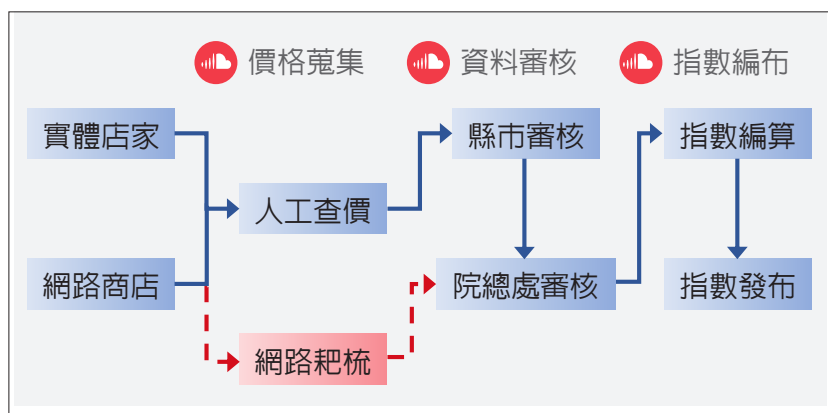 價格蒐集
資料審核
指數編布
實體店家
縣市審核
指數編算
人工查價
網路商店
院總處審核
指數發布
網路耙梳